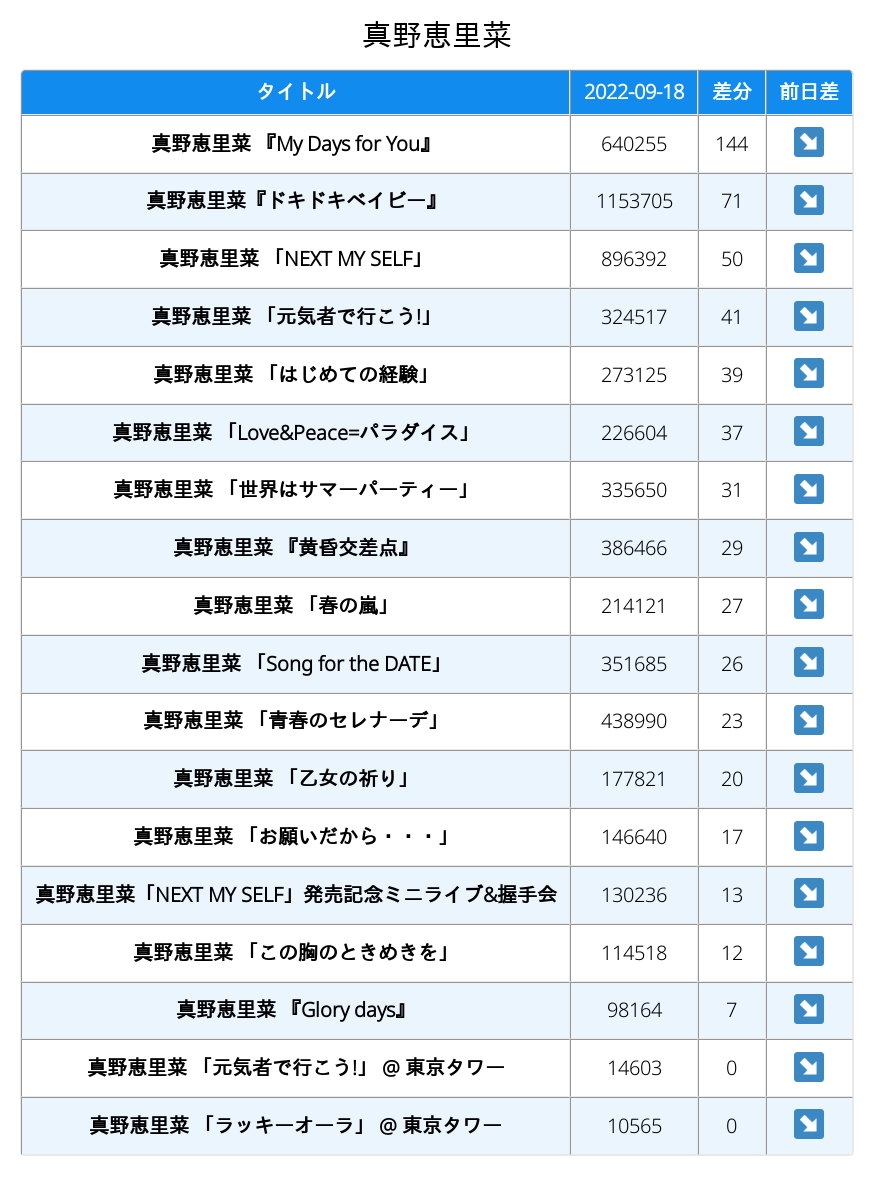 真野恵里菜
タイトル 2022-09-18 差分 前日差
真野恵里菜 『My Days for You』 640255 144 ↘
真野恵里菜『ドキドキベイビー』 1153705 71 ↘
真野恵里菜 「NEXT MY SELF」 896392 50 ↘
真野恵里菜 「元気者で行こう!」 324517 41 ↘
真野恵里菜 「はじめての経験」 273125 39 ↘
真野恵里菜 「Love&Peace=パラダイス」 226604 37 ↘
真野恵里菜 「世界はサマーパーティー」 335650 31 ↘
真野恵里菜 『黄昏交差点』 386466 29 ↘
真野恵里菜 「春の嵐」 214121 27 ↘
真野恵里菜 「Song for the DATE」 351685 26 ↘
真野恵里菜 「青春のセレナーデ」 438990 23 ↘
真野恵里菜 「乙女の祈り」 177821 20 ↘
真野恵里菜 「お願いだから・・・」 146640 17 ↘
真野恵里菜「NEXT MY SELF」発売記念ミニライブ&握手会 130236 13 ↘
真野恵里菜 「この胸のときめきを」 114518 12 ↘
真野恵里菜 『Glory days』 98164 7 ↘
真野恵里菜 「元気者で行こう!」 @ 東京タワー 14603 0 ↘
真野恵里菜 「ラッキーオーラ」 @ 東京タワー 10565 0 ↘